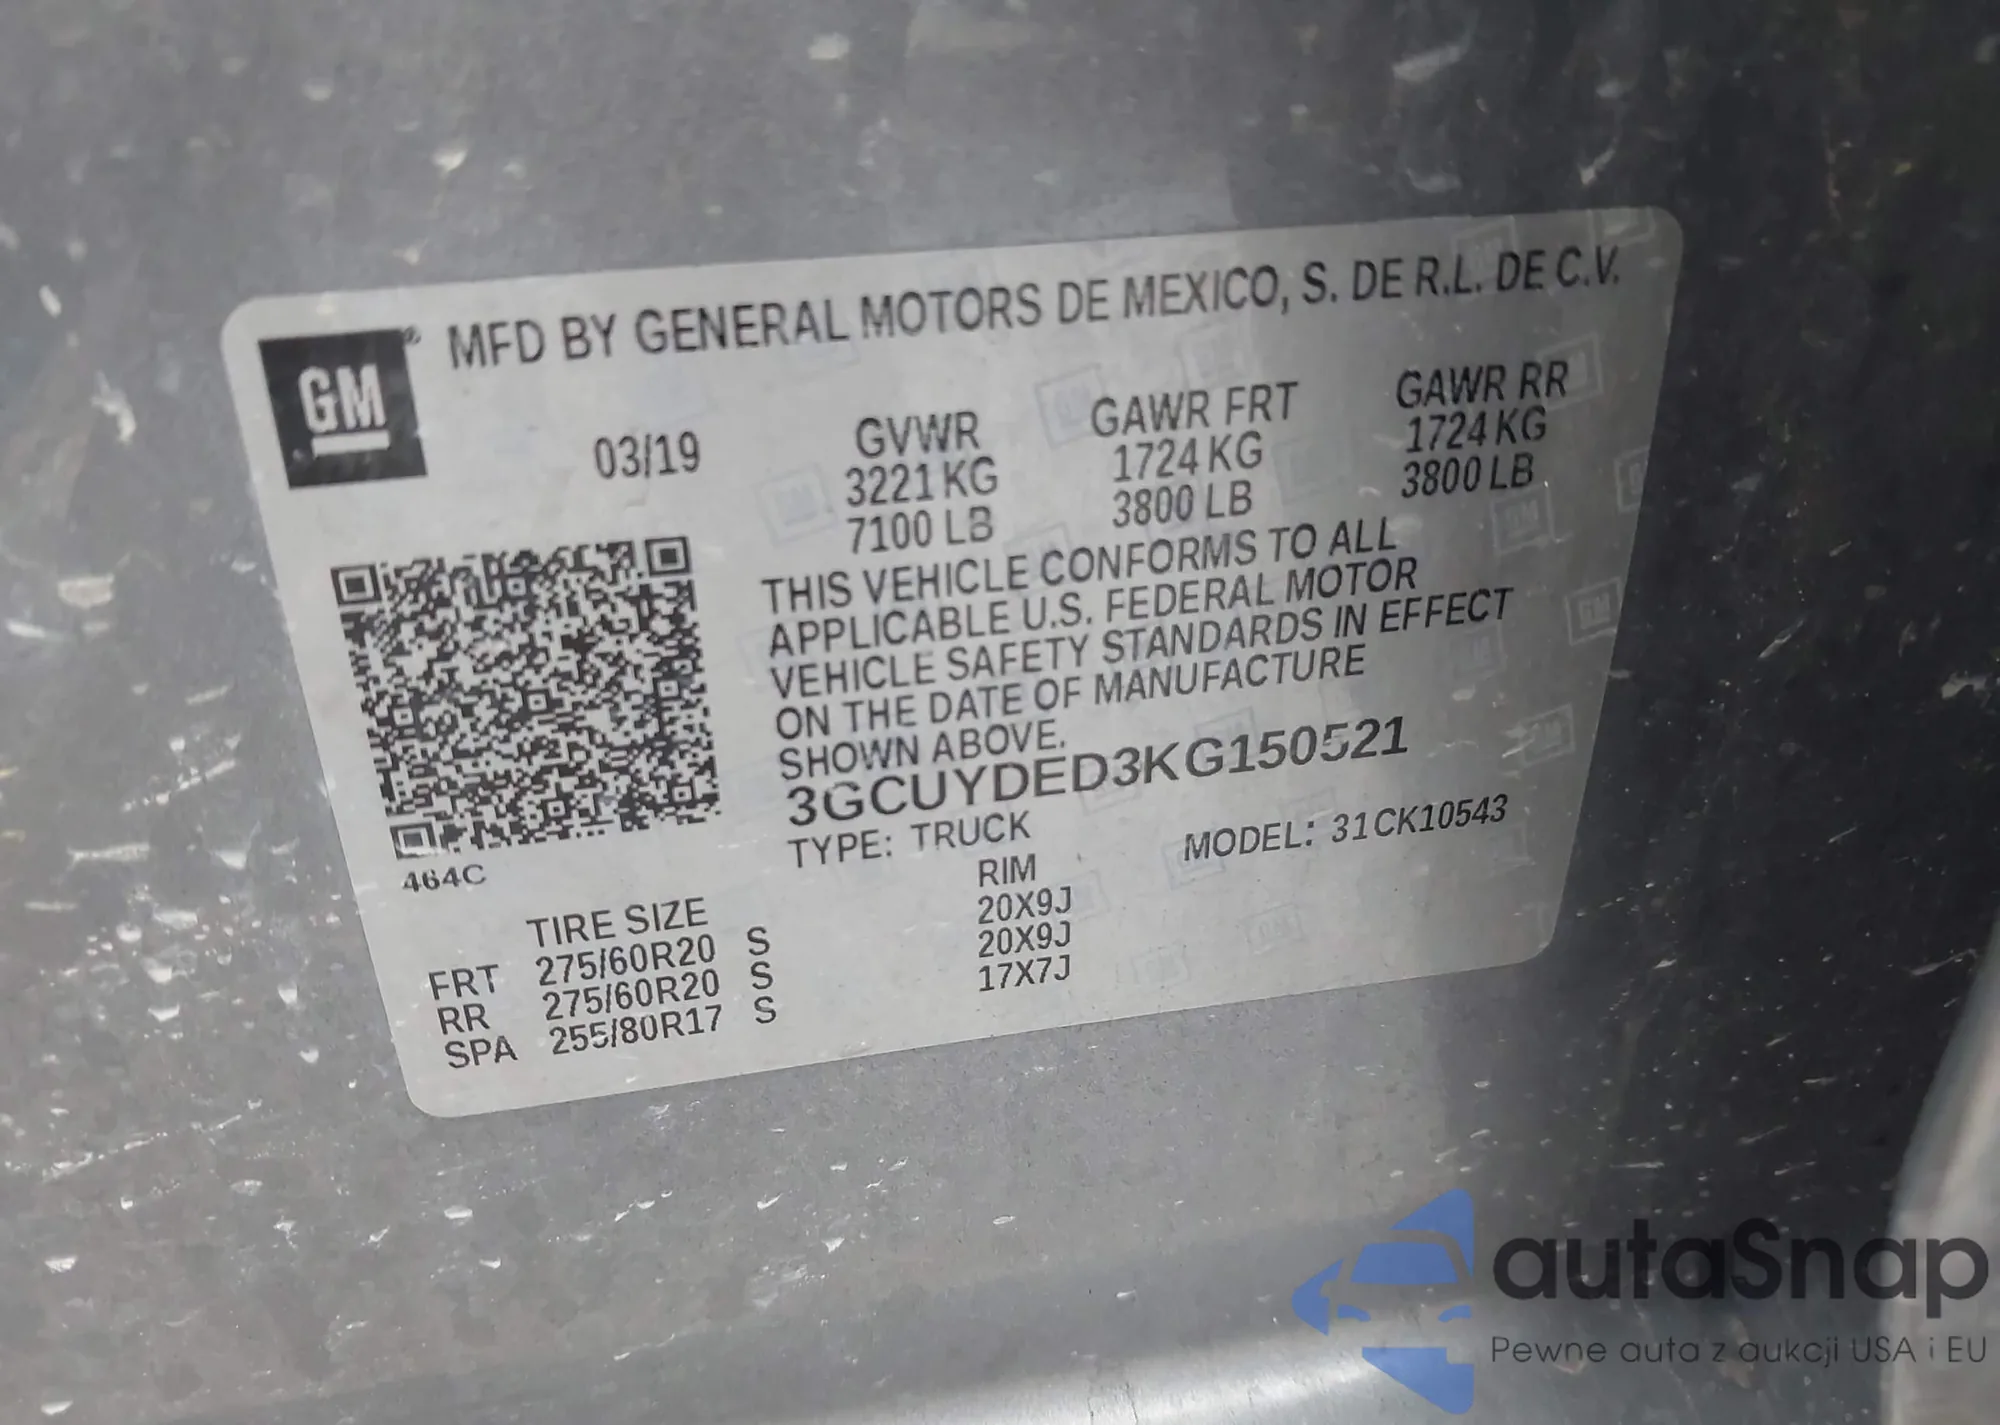 GM® MFD BY GENERAL MOTORS DE MEXICO, S. DE R.L. DE C.V.
03/19 GVWR GAWR FRT GAWR RR
3221 KG 1724 KG 1724 KG
7100 LB 3800 LB 3800 LB
THIS VEHICLE CONFORMS TO ALL
APPLICABLE U.S. FEDERAL MOTOR
VEHICLE SAFETY STANDARDS IN EFFECT
ON THE DATE OF MANUFACTURE
SHOWN ABOVE.
3GCUYDED3KG150521
TYPE: TRUCK MODEL: 31CK10543
464C
TIRE SIZE RIM
FRT 275/60R20 S 20X9J
RR 275/60R20 S 20X9J
SPA 255/80R17 S 17X7J
autaSnap
Pewne auta z aukcji USA i EU